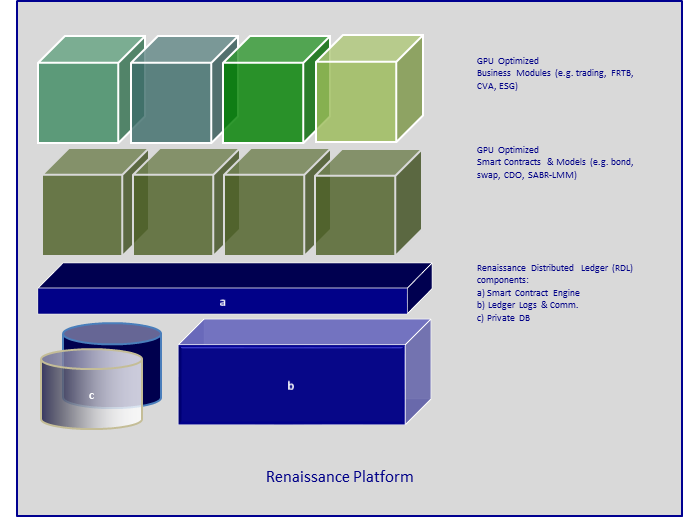 GPU Optimized
Business Modules (e.g. trading, FRTB,
CVA, ESG)
GPU Optimized
Smart Contracts & Models (e.g. bond,
swap, CDO, SABR-LMM)
Renaissance Distributed Ledger (RDL)
components:
a) Smart Contract Engine
b) Ledger Logs & Comm.
c) Private DB
a
b
c
Renaissance Platform